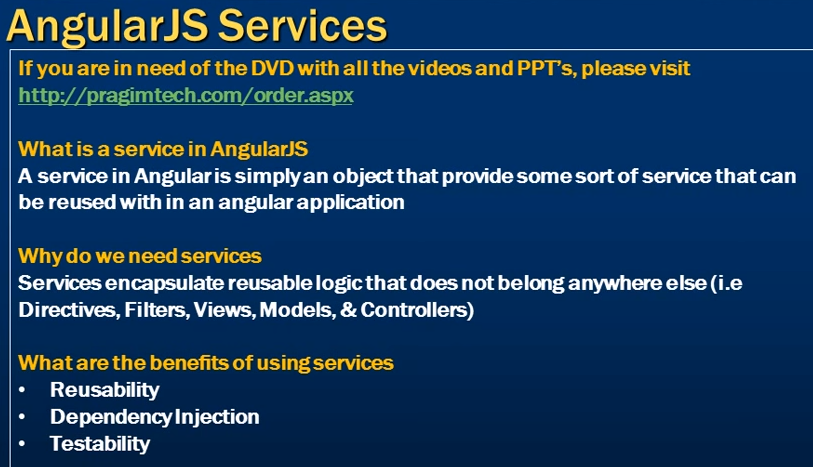 AngularJS Services
If you are in need of the DVD with all the videos and PPT's, please visit
http://pragimtech.com/order.aspx
What is a service in AngularJS
A service in Angular is simply an object that provide some sort of service that can
be reused with in an angular application
Why do we need services
Services encapsulate reusable logic that does not belong anywhere else (i.e
Directives, Filters, Views, Models, & Controllers)
What are the benefits of using services
• Reusability
• Dependency Injection
• Testability